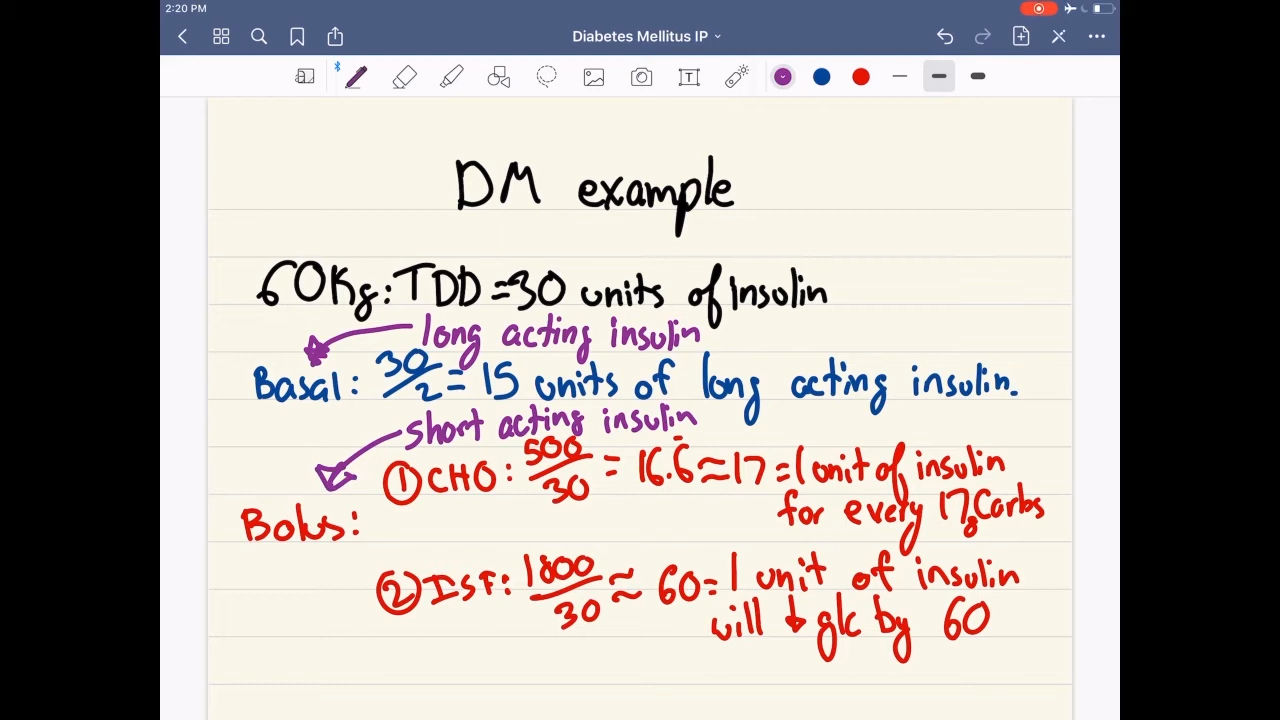 2:20 PM
Diabetes Mellitus IP
DM example
60Kg: TDD = 30 units of Insulin
long acting insulin
Basal: 30/2 = 15 units of long acting insulin.
short acting insulin
① CHO: 500/30 = 16.6̄ ≈ 17 = 1 unit of insulin
for every 17g Carbs
Bolus:
② ISF: 1800/30 ≈ 60 = 1 unit of insulin
will ↓ glc by 60